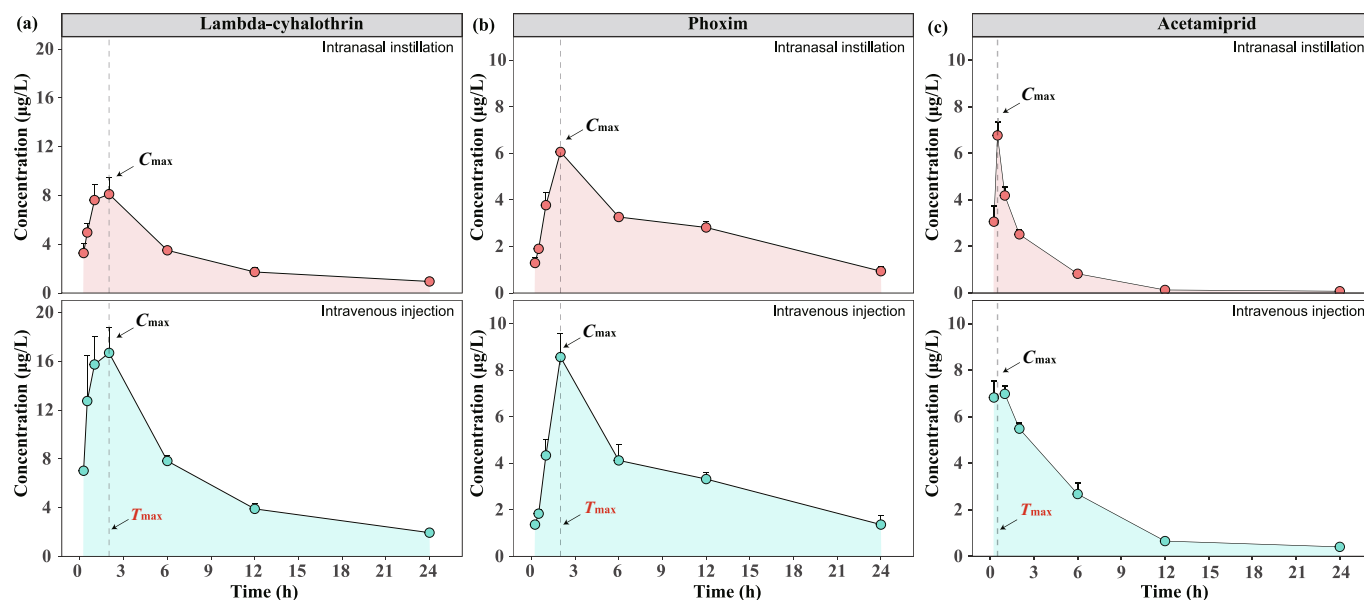 (a)
Lambda-cyhalothrin
Intranasal instillation
Concentration (μg/L)
20
16
12
8
4
0
Cmax
Intravenous injection
Concentration (μg/L)
20
16
12
8
4
0
Cmax
Tmax
0 3 6 9 12 15 18 21 24
Time (h)
(b)
Phoxim
Intranasal instillation
Concentration (μg/L)
10
8
6
4
2
0
Cmax
Intravenous injection
Concentration (μg/L)
10
8
6
4
2
0
Cmax
Tmax
0 3 6 9 12 15 18 21 24
Time (h)
(c)
Acetamiprid
Intranasal instillation
Concentration (μg/L)
10
8
6
4
2
0
Cmax
Intravenous injection
Concentration (μg/L)
10
8
6
4
2
0
Cmax
Tmax
0 3 6 9 12 15 18 21 24
Time (h)